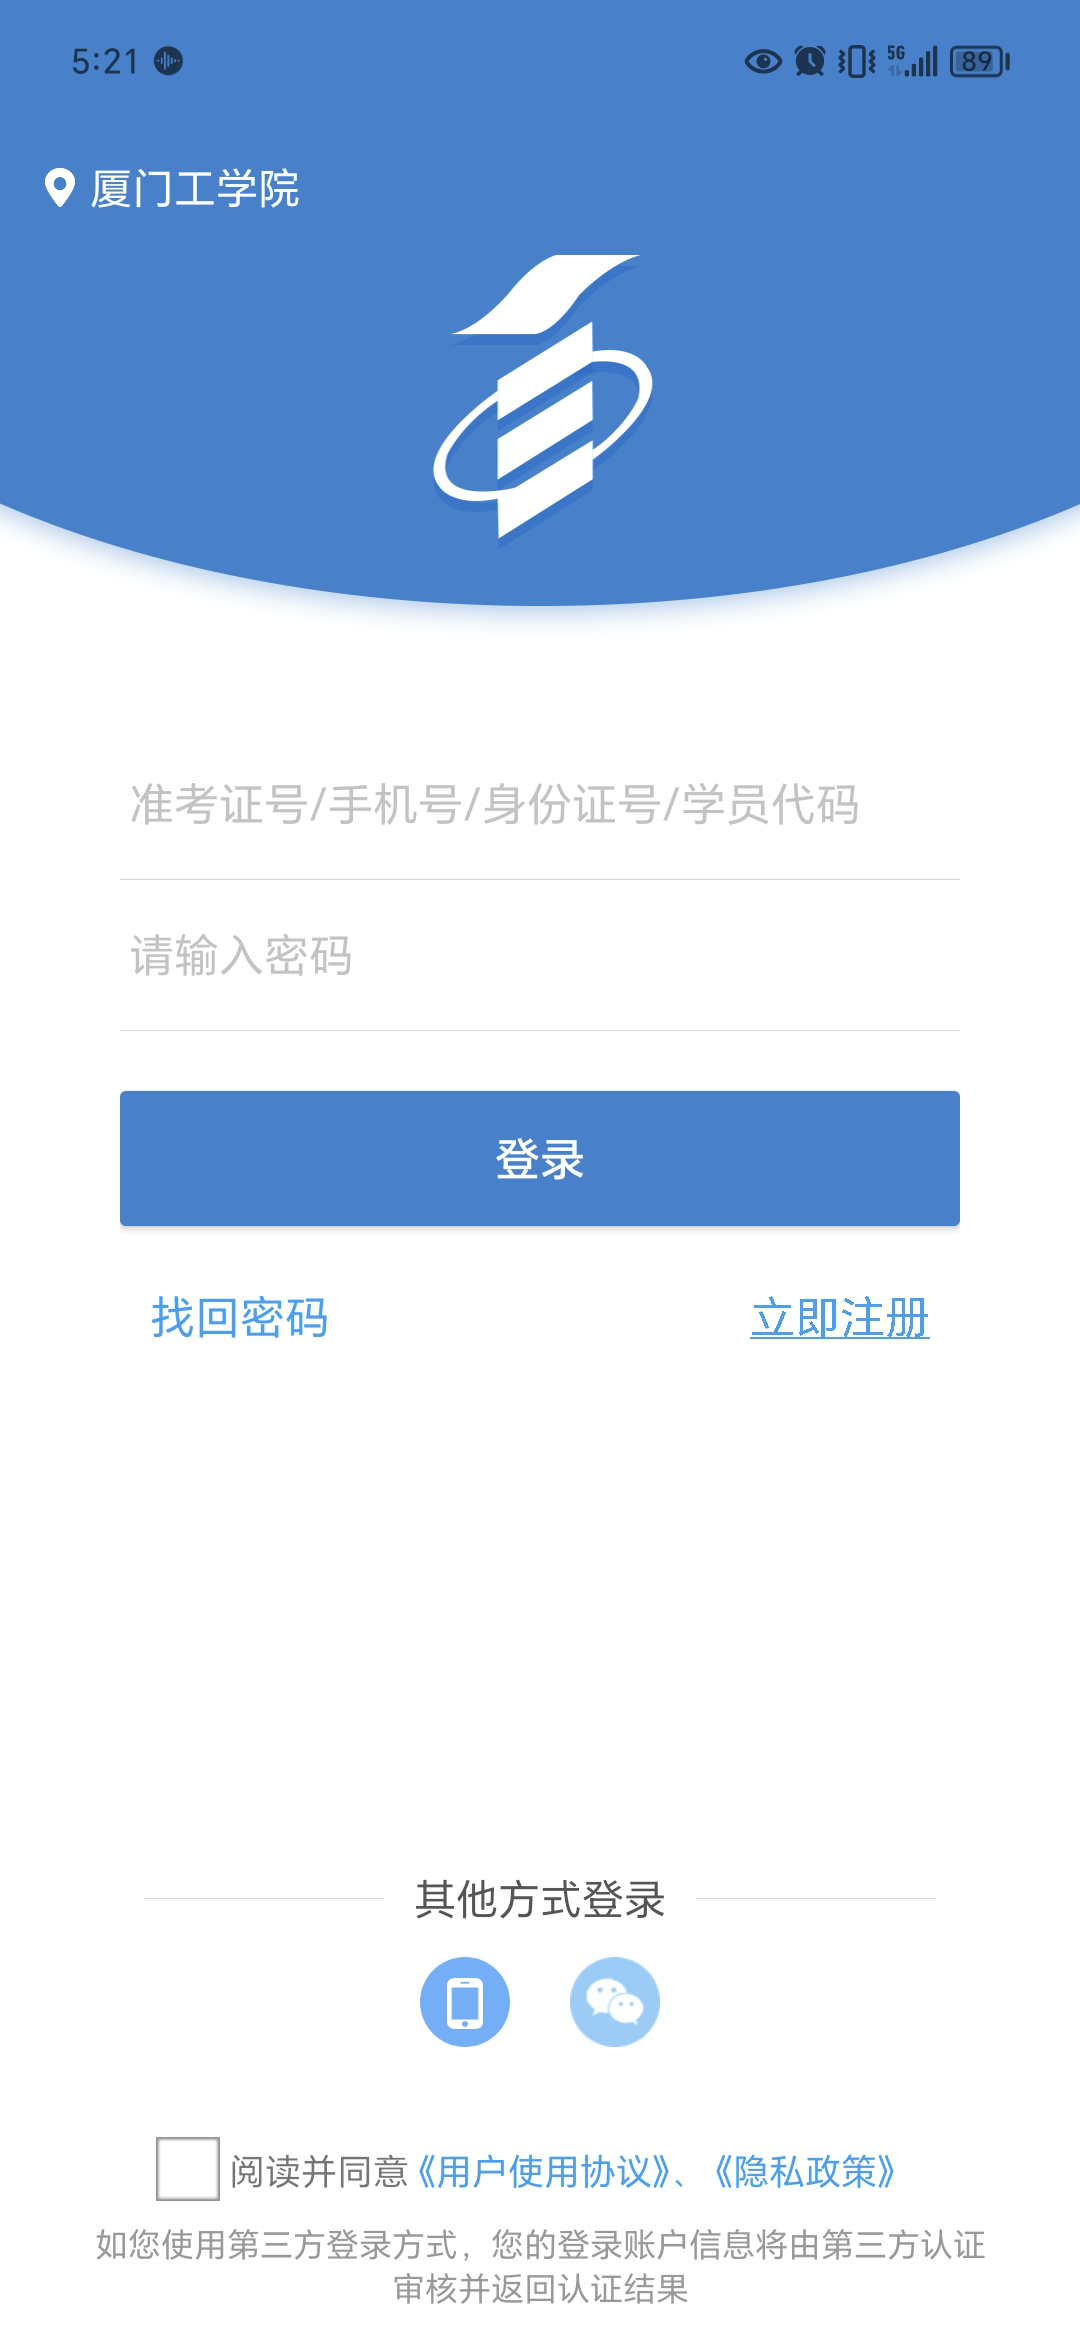 5:21
5G
89
厦门工学院
准考证号/手机号/身份证号/学员代码
请输入密码
登录
找回密码
立即注册
其他方式登录
阅读并同意《用户使用协议》、《隐私政策》
如您使用第三方登录方式，您的登录账户信息将由第三方认证
审核并返回认证结果